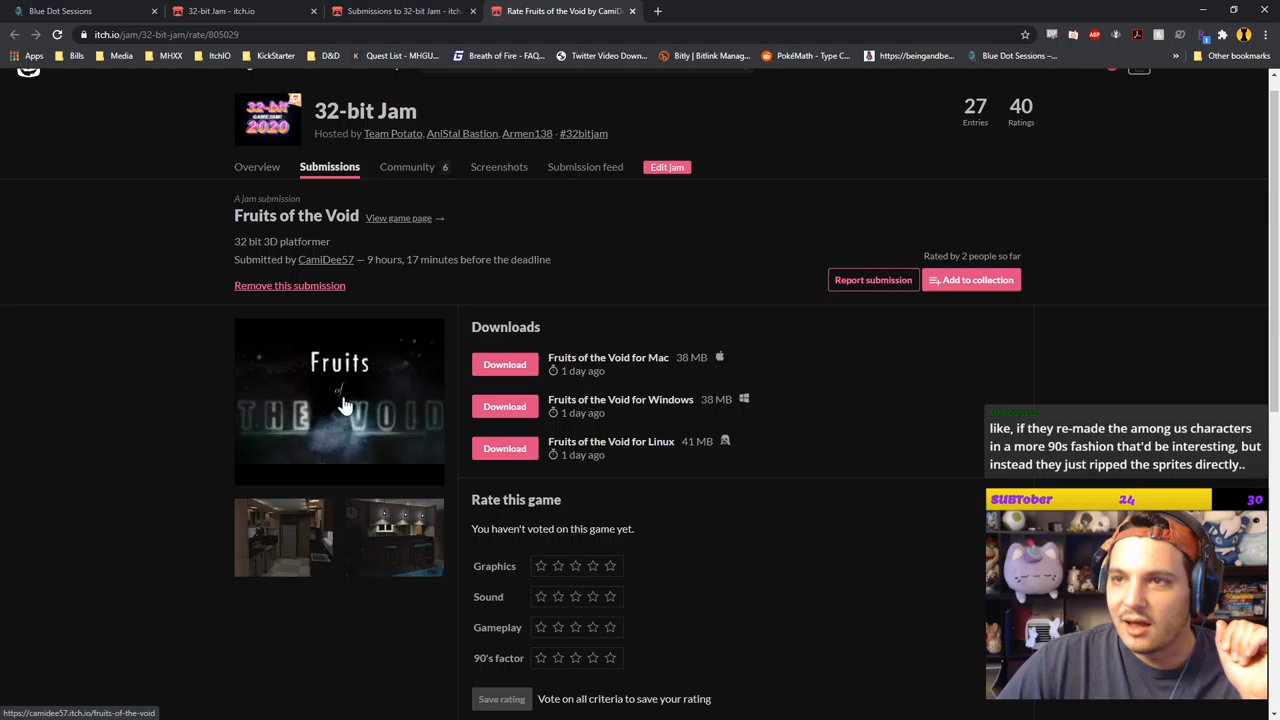 Blue Dot Sessions
32-bit Jam - itch.io
Submissions to 32-bit Jam - itch.
Rate Fruits of the Void by CamiD
itch.io/jam/32-bit-jam/rate/805029
Apps
Bills
Media
MHXX
ItchIO
KickStarter
D&D
Quest List - MHGU...
Breath of Fire - FAQ...
Twitter Video Down...
Bitly | Bitlink Manag...
PokéMath - Type C...
https://beingandbe...
Blue Dot Sessions –...
»
Other bookmarks
32-bit
GAMEJAM!
2020
32-bit Jam
Hosted by Team Potato, AniStal Bastion, Armen138 · #32bitjam
27
Entries
40
Ratings
Overview
Submissions
Community 6
Screenshots
Submission feed
Edit jam
A jam submission
Fruits of the Void View game page →
32 bit 3D platformer
Submitted by CamiDee57 — 9 hours, 17 minutes before the deadline
Remove this submission
Rated by 2 people so far
Report submission
Add to collection
Fruits
of
THE VOID
Downloads
Download
Fruits of the Void for Mac 38 MB
1 day ago
Download
Fruits of the Void for Windows 38 MB
1 day ago
Download
Fruits of the Void for Linux 41 MB
1 day ago
Rate this game
You haven't voted on this game yet.
Graphics
Sound
Gameplay
90's factor
Save rating
Vote on all criteria to save your rating
like, if they re-made the among us characters
in a more 90s fashion that'd be interesting, but
instead they just ripped the sprites directly..
SUBTober 24 30
https://camidee57.itch.io/fruits-of-the-void